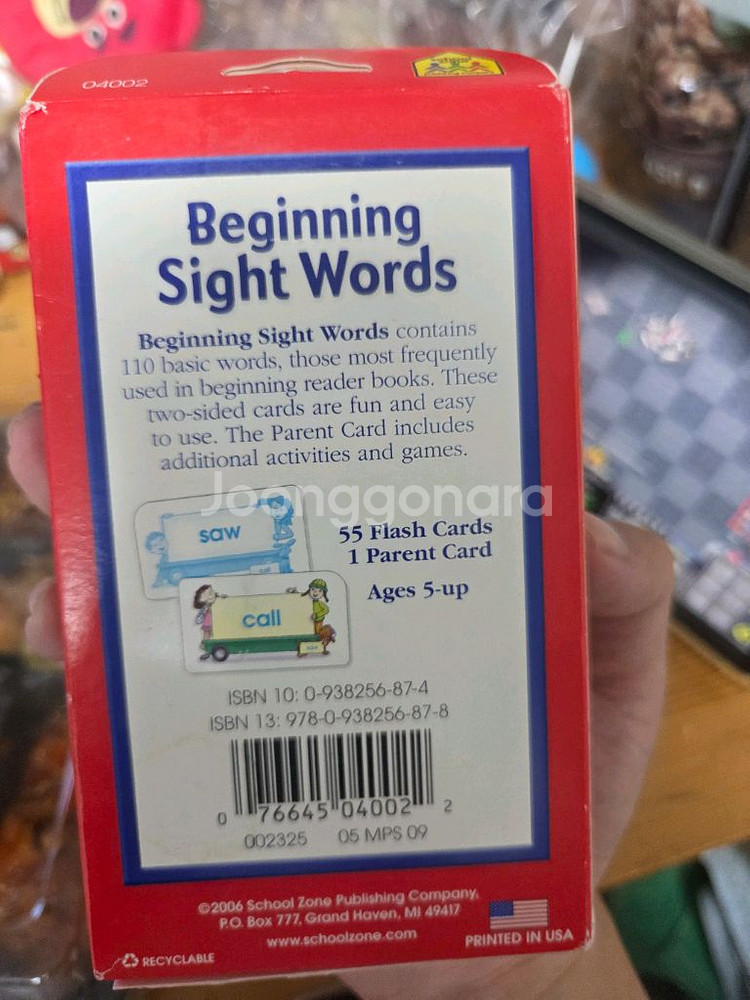 04002
Beginning
Sight Words
Beginning Sight Words contains
110 basic words, those most frequently
used in beginning reader books. These
two-sided cards are fun and easy
to use. The Parent Card includes
additional activities and games.
Joonggonara
saw
call
55 Flash Cards
1 Parent Card
Ages 5-up
ISBN 10: 0-938256-87-4
ISBN 13: 978-0-938256-87-8
0 76645 04002 2
002325 05 MPS 09
©2006 School Zone Publishing Company,
P.O. Box 777, Grand Haven, MI 49417
www.schoolzone.com
PRINTED IN USA
RECYCLABLE